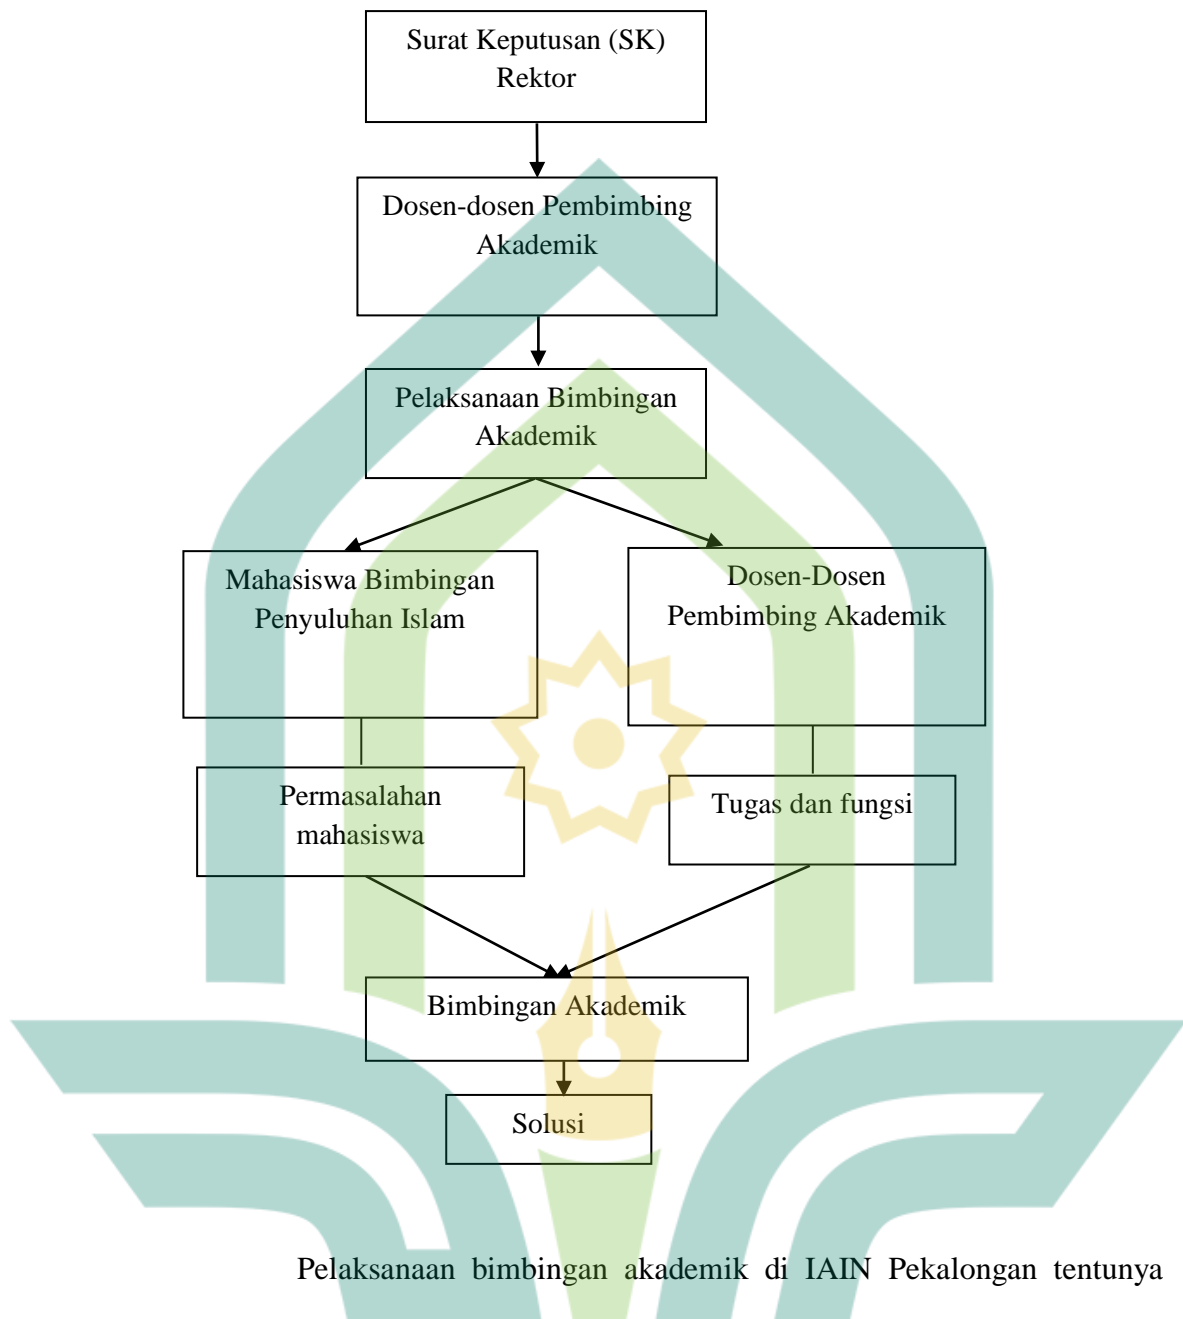 Surat Keputusan (SK)
Rektor
Dosen-dosen Pembimbing
Akademik
Pelaksanaan Bimbingan
Akademik
Mahasiswa Bimbingan
Penyuluhan Islam
Dosen-Dosen
Pembimbing Akademik
Permasalahan
mahasiswa
Tugas dan fungsi
Bimbingan Akademik
Solusi
Pelaksanaan bimbingan akademik di IAIN Pekalongan tentunya